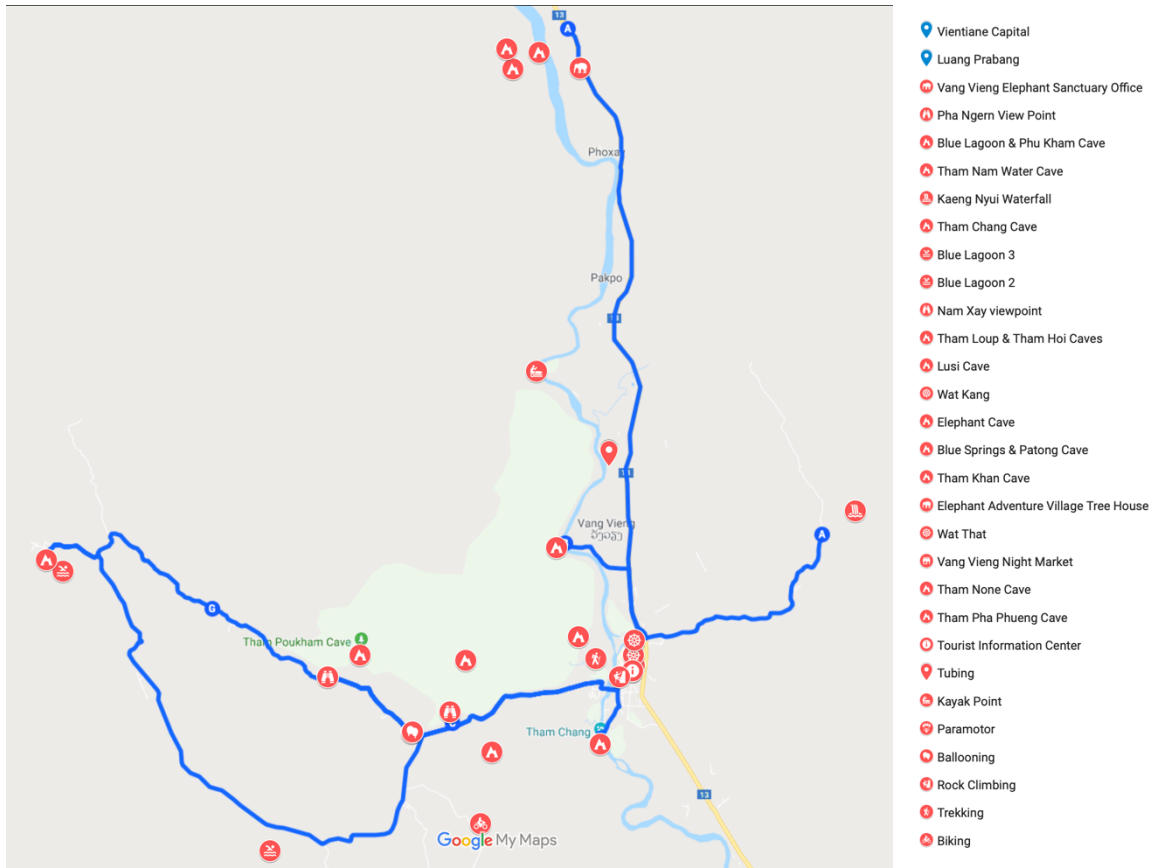 13
A
Phoxay
Pakpo
13
13
Vang Vieng
ວັງວຽງ
A
G
Tham Poukham Cave
Tham Chang
13
Google My Maps
Vientiane Capital
Luang Prabang
Vang Vieng Elephant Sanctuary Office
Pha Ngern View Point
Blue Lagoon & Phu Kham Cave
Tham Nam Water Cave
Kaeng Nyui Waterfall
Tham Chang Cave
Blue Lagoon 3
Blue Lagoon 2
Nam Xay viewpoint
Tham Loup & Tham Hoi Caves
Lusi Cave
Wat Kang
Elephant Cave
Blue Springs & Patong Cave
Tham Khan Cave
Elephant Adventure Village Tree House
Wat That
Vang Vieng Night Market
Tham None Cave
Tham Pha Phueng Cave
Tourist Information Center
Tubing
Kayak Point
Paramotor
Ballooning
Rock Climbing
Trekking
Biking